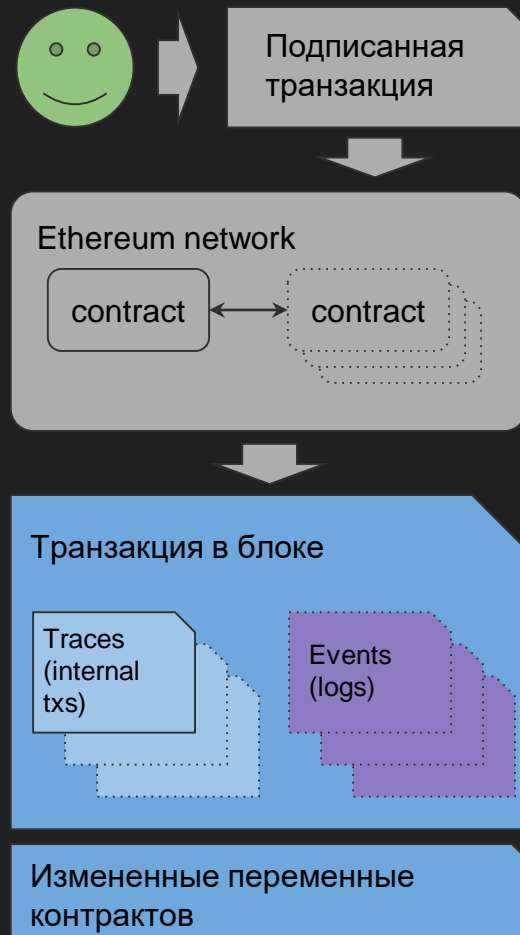 Подписанная
транзакция
Ethereum network
contract
contract
Транзакция в блоке
Traces
(internal
txs)
Events
(logs)
Измененные переменные
контрактов